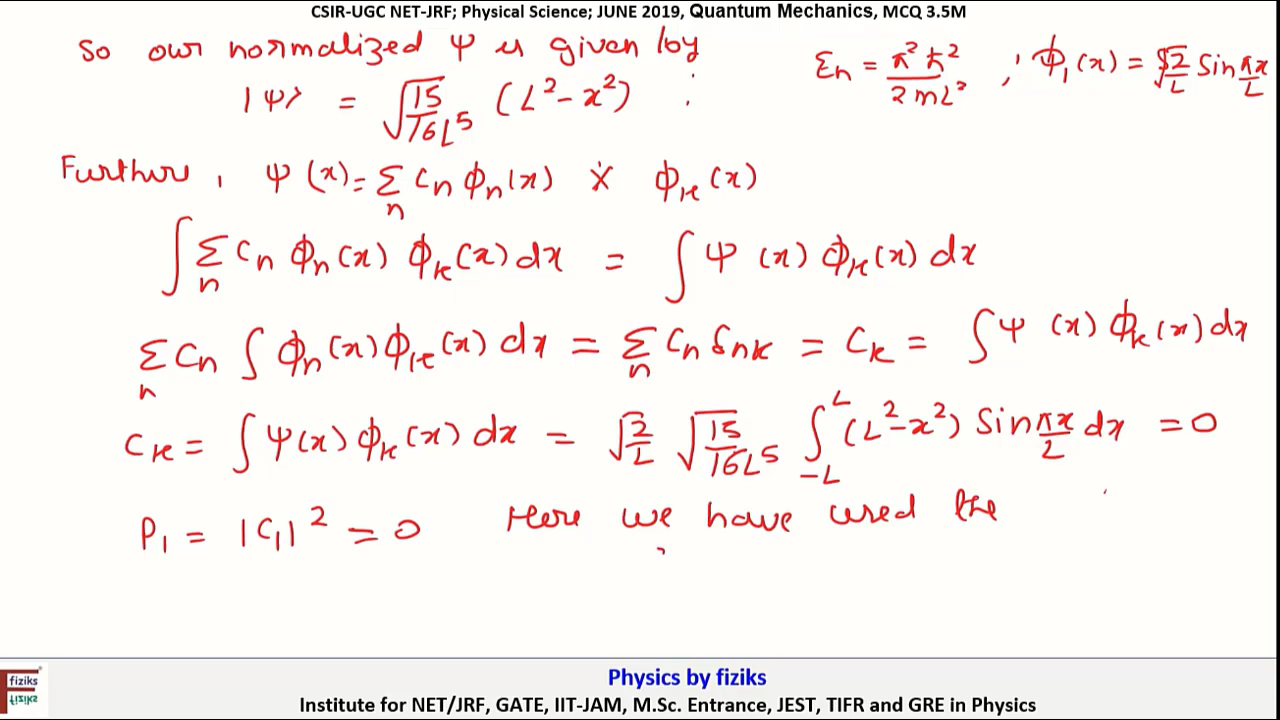 CSIR-UGC NET-JRF; Physical Science; JUNE 2019, Quantum Mechanics, MCQ 3.5M
So our normalized Ψ is given by
εn = π²ħ²/2mL² , ϕ₁(x) = √2/L Sin πx/L
|Ψ> = √15/16L⁵ (L²-x²) :
Further, Ψ(x) = Σn Cn ϕn(x) × ϕk(x)
∫ Σn Cn ϕn(x) ϕk(x) dx = ∫ Ψ(x) ϕk(x) dx
Σn Cn ∫ ϕn(x) ϕk(x) dx = Σn Cn δnk = Ck = ∫ Ψ(x) ϕk(x) dx
Ck = ∫ Ψ(x) ϕk(x) dx = √2/L √15/16L⁵ ∫-L^L (L²-x²) Sin πx/L dx = 0
P₁ = |C₁|² = 0 Here we have used the
fiziks
fiziks
Physics by fiziks
Institute for NET/JRF, GATE, IIT-JAM, M.Sc. Entrance, JEST, TIFR and GRE in Physics